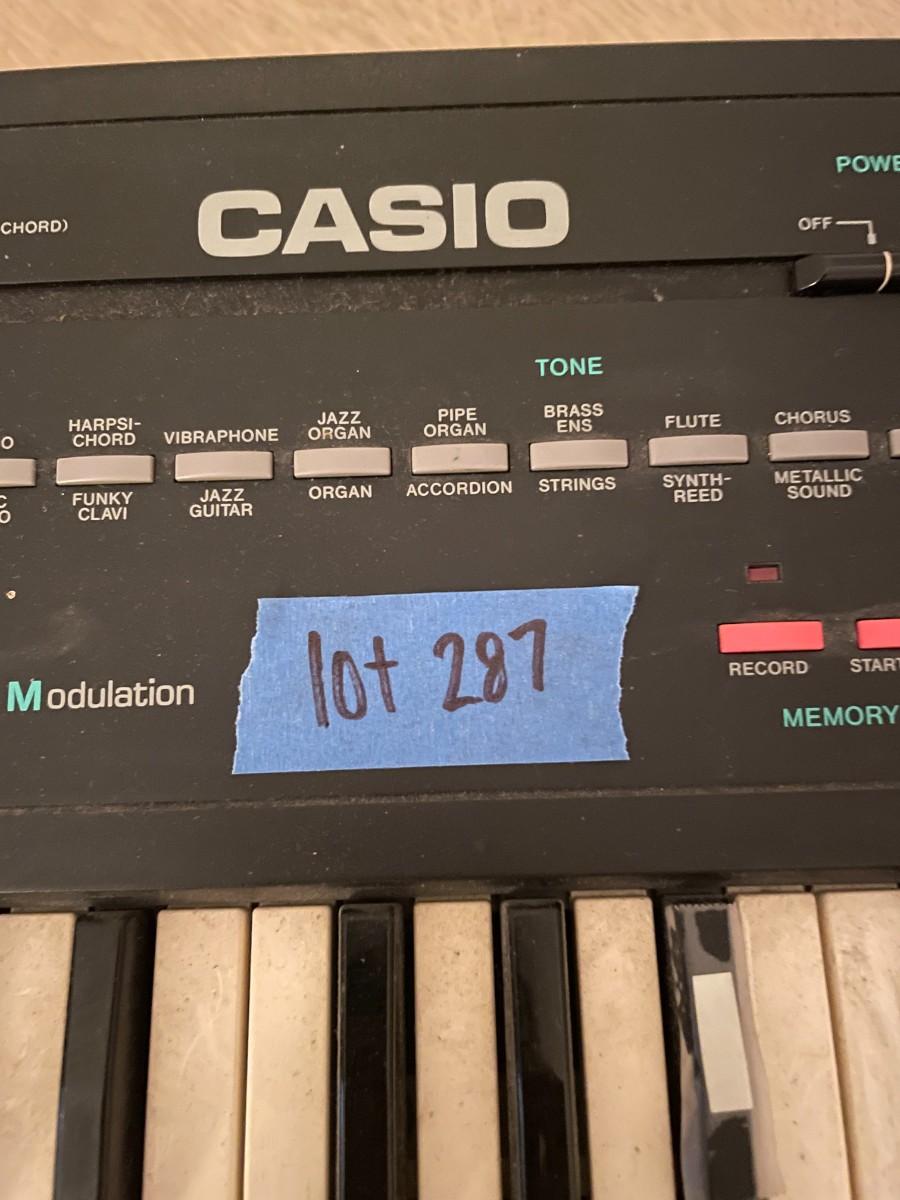 POWE
CHORD)
CASIO
OFF
TONE
O
HARPSI-
CHORD
VIBRAPHONE
JAZZ
ORGAN
PIPE
ORGAN
BRASS
ENS
FLUTE
CHORUS
C
O
FUNKY
CLAVI
JAZZ
GUITAR
ORGAN
ACCORDION
STRINGS
SYNTH-
REED
METALLIC
SOUND
lot 287
Modulation
RECORD
START
MEMORY